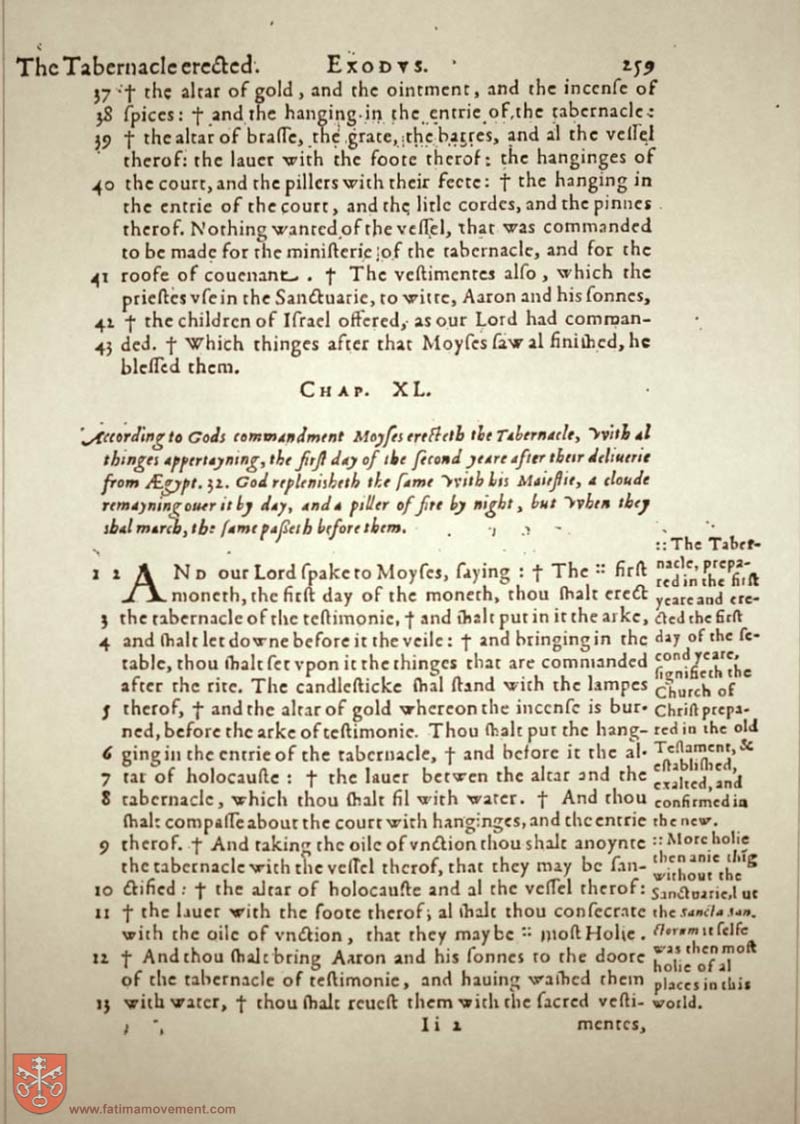 The Tabernacle erected. EXODVS. 259
37 † the altar of gold, and the ointment, and the incenſe of
38 ſpices: † and the hanging in the entrie of the tabernacle:
39 † the altar of braſſe, the grate, the barres, and al the veſſel
therof: the lauer with the foote therof: the hanginges of
40 the court, and the pillers with their feete: † the hanging in
the entrie of the court, and the litle cordes, and the pinnes
therof. Nothing wanted of the veſſel, that was commanded
to be made for the miniſterie of the tabernacle, and for the
roofe of couenant. † The veſtimentes alſo, which the
41 prieſtes vſe in the Sanctuarie, to witte, Aaron and his ſonnes,
42 † the children of Iſrael offered, as our Lord had comman-
43 ded. † Which thinges after that Moyſes ſaw al finiſhed, he
bleſſed them.
CHAP. XL.
According to Gods commandment Moyſes erecteth the Tabernacle, with al
thinges appertayning, the firſt day of the ſecond yeare after their deliuerie
from Ægypt. 32. God repleniſheth the ſame with his Maieſtie, a cloude
remayning ouer it by day, and a piller of fire by night, but when they
shal march, the ſame paſſeth before them.
1 2 AND our Lord ſpake to Moyſes, ſaying: † The :: firſt
moneth, the firſt day of the moneth, thou ſhalt erect
3 the tabernacle of the teſtimonie, † and ſhalt put in it the arke,
4 and ſhalt let downe before it the veile: † and bringing in the
table, thou ſhalt ſet vpon it the thinges that are commanded
after the rite. The candleſticke ſhal ſtand with the lampes
5 therof, † and the altar of gold whereon the incenſe is bur-
ned, before the arke of teſtimonie. Thou ſhalt put the hang-
6 ging in the entrie of the tabernacle, † and before it the al-
7 tar of holocauſte: † the lauer betwen the altar and the
8 tabernacle, which thou ſhalt fil with water. † And thou
ſhalt compaſſe about the court with hanginges, and the entrie
9 therof. † And taking the oile of vnction thou shalt anoynte
the tabernacle with the veſſel therof, that they may be ſan-
10 ctified: † the altar of holocauſte and al the veſſel therof:
11 † the lauer with the foote therof; al ſhalt thou conſecrate
with the oile of vnction, that they may be :: moſt Holie.
12 † And thou ſhalt bring Aaron and his ſonnes to the doore
of the tabernacle of teſtimonie, and hauing waſhed them
13 with water, † thou ſhalt reueſt them with the ſacred veſti-
Ii 2 mentes,
:: The Taber-
nacle, prepa-
red in the firſt
yeare and ere-
cted the firſt
day of the ſe-
cond yeare,
ſignifieth the
Church of
Chriſt prepa-
red in the old
Teſtament, &
eſtabliſhed,
exalted, and
confirmed in
the new.
:: More holie
then anie thīg
without the
Sanctuarie, but
the Sancta San-
ctorum it ſelfe
was then moſt
holie of al
places in this
world.
www.fatimamovement.com